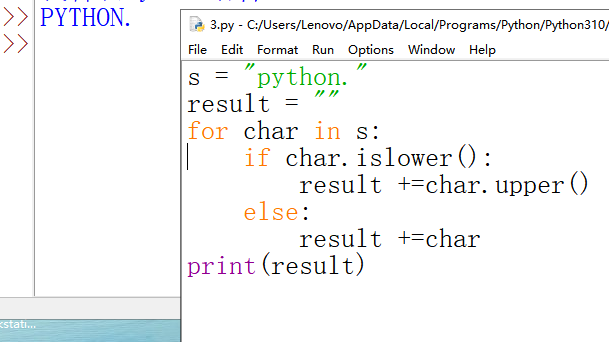 >> PYTHON.
>>
3.py - C:/Users/Lenovo/AppData/Local/Programs/Python/Python310/
File Edit Format Run Options Window Help
s = "python."
result = ""
for char in s:
    if char.islower():
        result +=char.upper()
    else:
        result +=char
print(result)